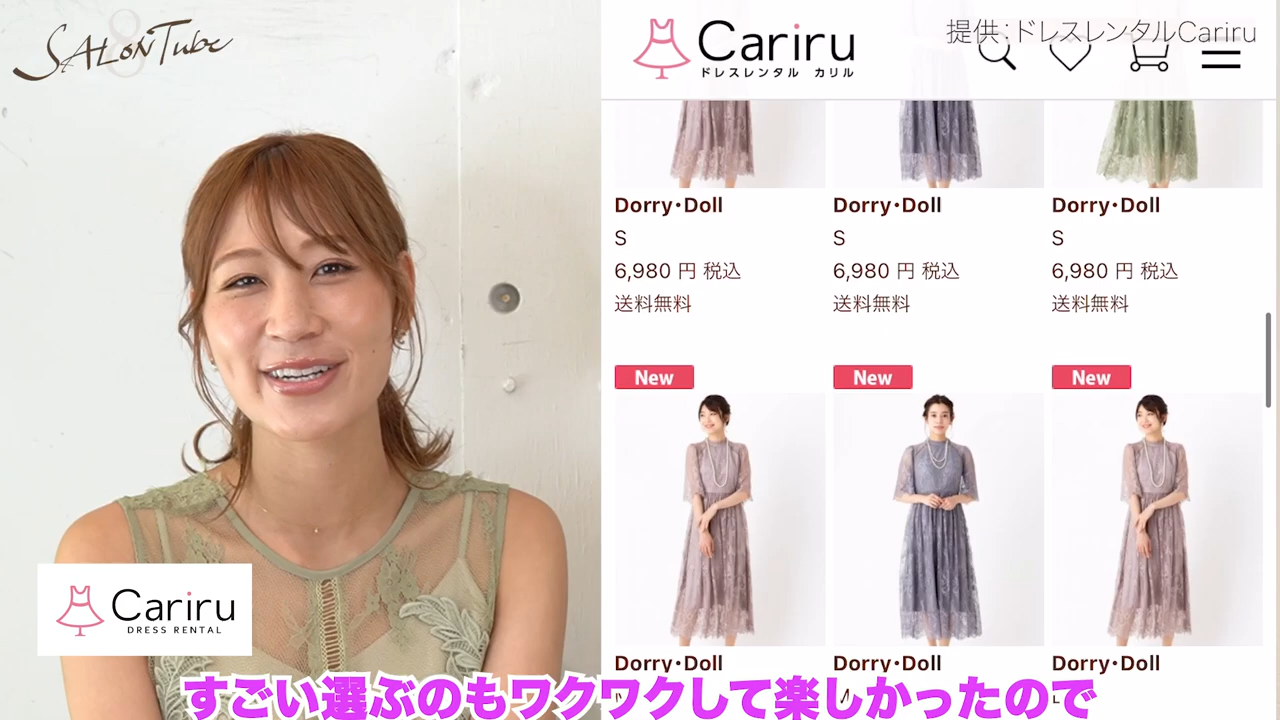 SALON Tube
提供：ドレスレンタルCariru
Cariru
ドレスレンタル カリル
Dorry・Doll
S
6,980 円 税込
送料無料
Dorry・Doll
S
6,980 円 税込
送料無料
Dorry・Doll
S
6,980 円 税込
送料無料
New
New
New
Dorry・Doll
Dorry・Doll
Dorry・Doll
Cariru
DRESS RENTAL
すごい選ぶのもワクワクして楽しかったので